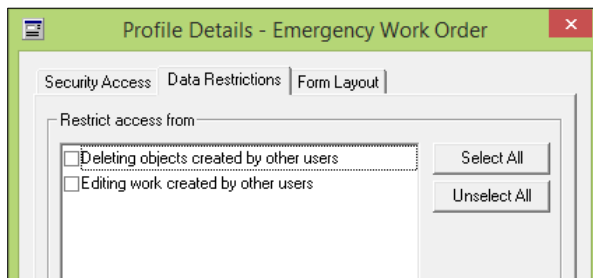 Profile Details - Emergency Work Order
Security Access Data Restrictions Form Layout
Restrict access from
Deleting objects created by other users
Editing work created by other users
Select All
Unselect All